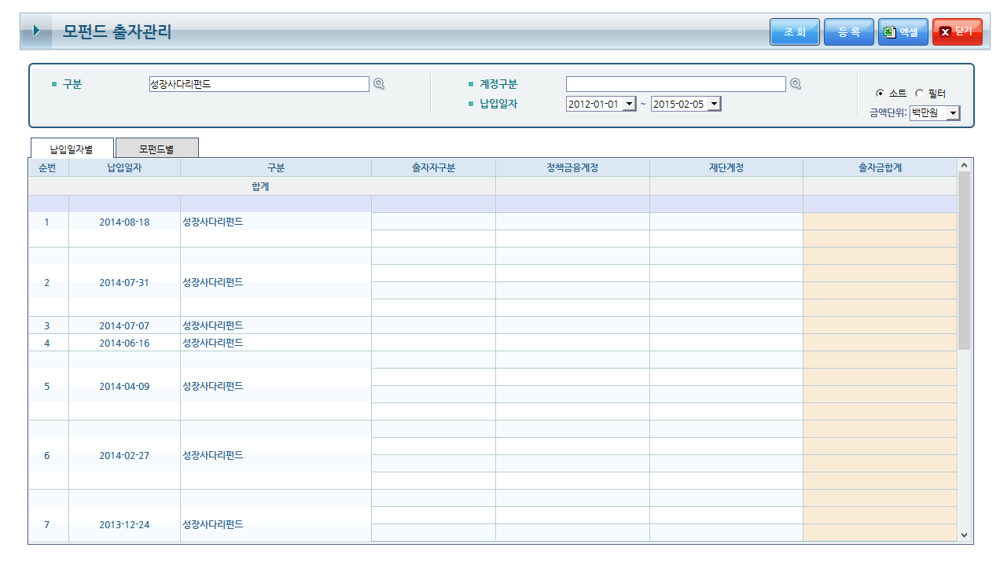 모펀드 출자관리
조 회 등 록 엑셀 닫기
구분 성장사다리펀드 계정구분
소트 필터
납입일자 2012-01-01 ~ 2015-02-05
금액단위: 백만원
납입일자별 모펀드별
순번 납입일자 구분 출자자구분 정책금융계정 재단계정 출자금합계
합계
1 2014-08-18 성장사다리펀드
2 2014-07-31 성장사다리펀드
3 2014-07-07 성장사다리펀드
4 2014-06-16 성장사다리펀드
5 2014-04-09 성장사다리펀드
6 2014-02-27 성장사다리펀드
7 2013-12-24 성장사다리펀드